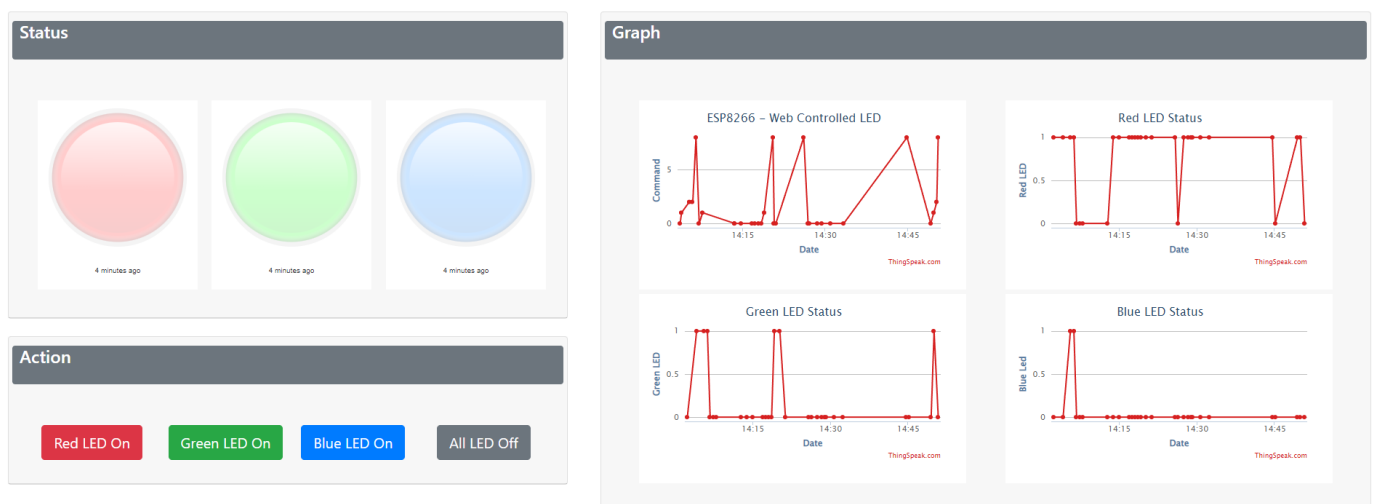 Status
4 minutes ago
4 minutes ago
4 minutes ago
Action
Red LED On
Green LED On
Blue LED On
All LED Off
Graph
ESP8266 – Web Controlled LED
Command
5
0
14:15
14:30
14:45
Date
ThingSpeak.com
Red LED Status
Red LED
1
0.5
0
14:15
14:30
14:45
Date
ThingSpeak.com
Green LED Status
Green LED
1
0.5
0
14:15
14:30
14:45
Date
ThingSpeak.com
Blue LED Status
Blue Led
1
0.5
0
14:15
14:30
14:45
Date
ThingSpeak.com